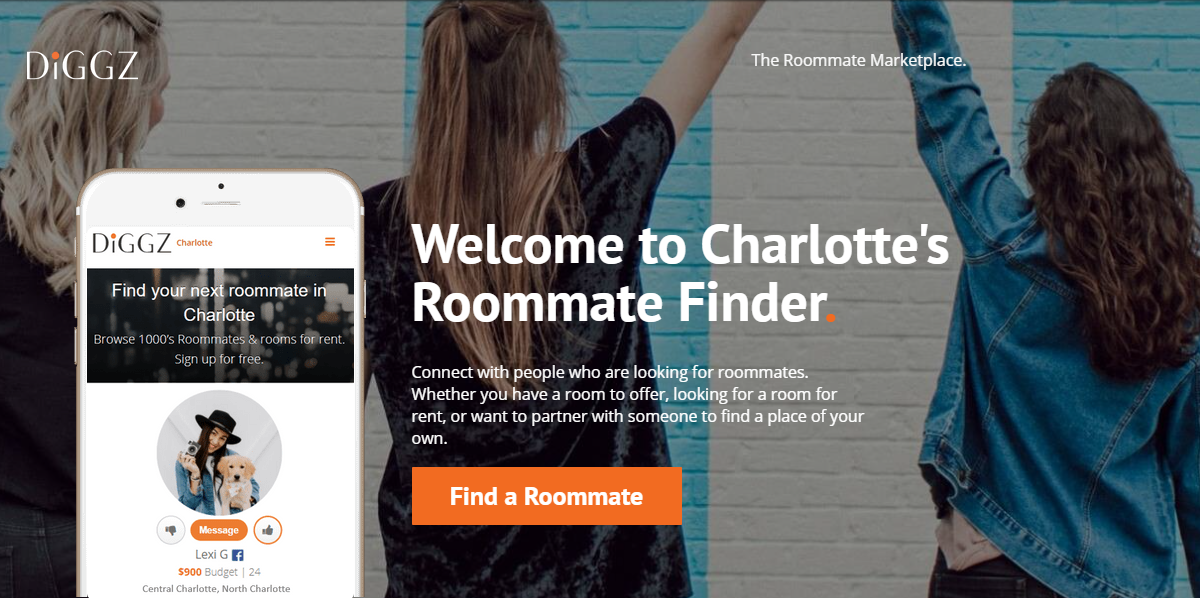 DiGGZ
The Roommate Marketplace.
DiGGZ Charlotte
Find your next roommate in
Charlotte
Browse 1000's Roommates & rooms for rent.
Sign up for free.
Message
Lexi G
$900 Budget | 24
Central Charlotte, North Charlotte
Welcome to Charlotte's
Roommate Finder.
Connect with people who are looking for roommates.
Whether you have a room to offer, looking for a room for
rent, or want to partner with someone to find a place of your
own.
Find a Roommate